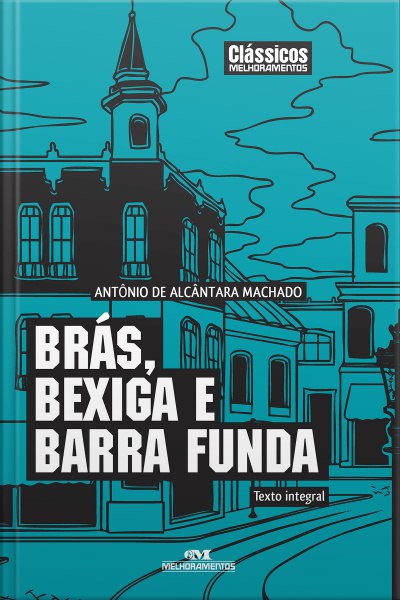 Clássicos
MELHORAMENTOS
ANTÔNIO DE ALCÂNTARA MACHADO
BRÁS,
BEXIGA E
BARRA FUNDA
Texto integral
MELHORAMENTOS